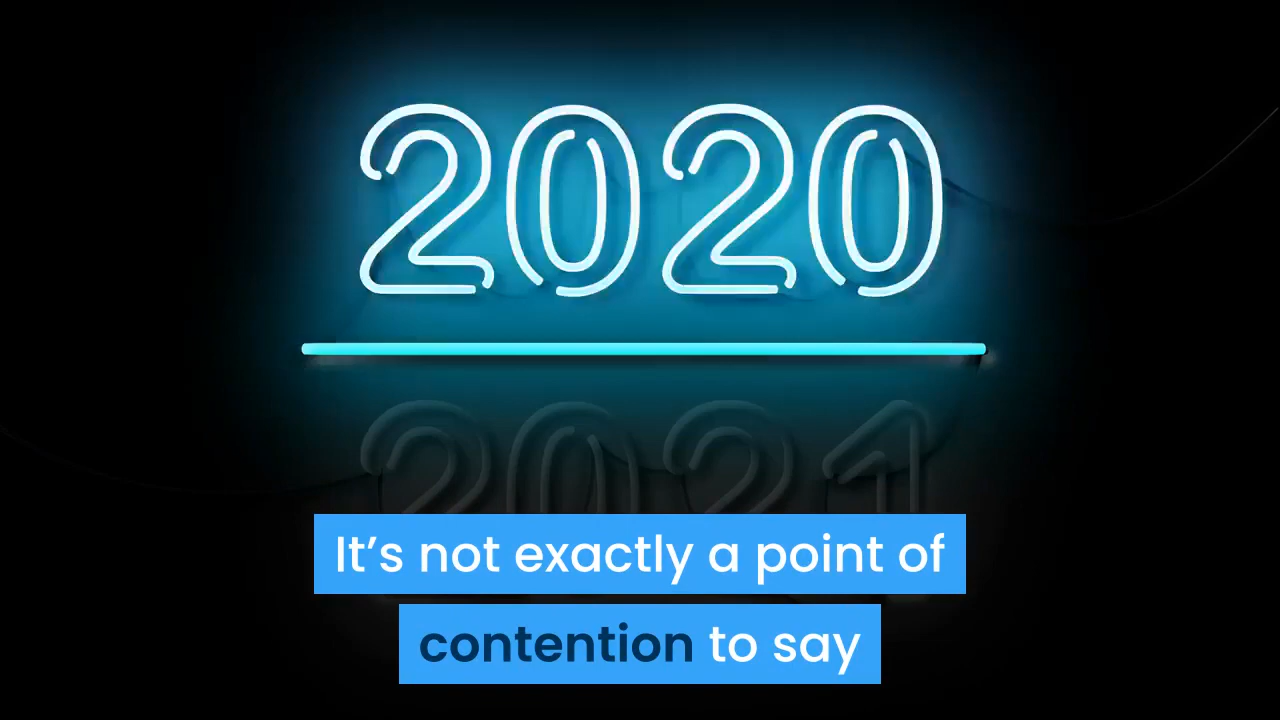 2020
2021
It’s not exactly a point of
contention to say